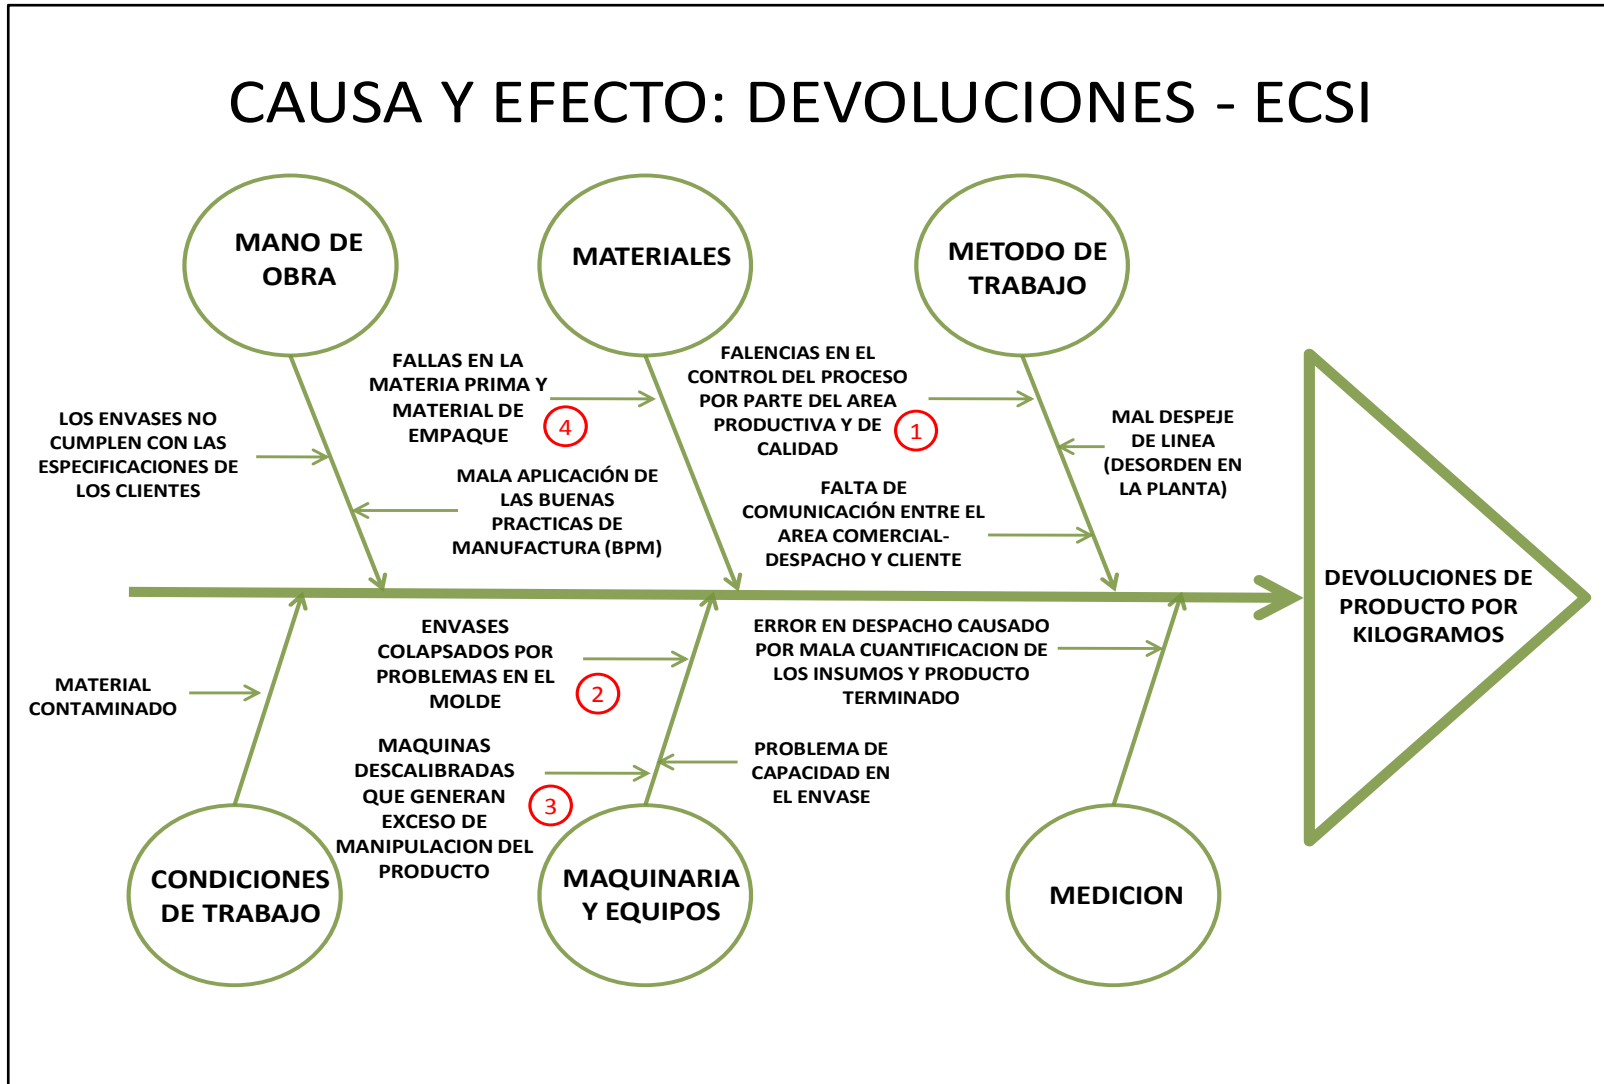 CAUSA Y EFECTO: DEVOLUCIONES - ECSI
MANO DE
OBRA
MATERIALES
METODO DE
TRABAJO
LOS ENVASES NO
CUMPLEN CON LAS
ESPECIFICACIONES DE
LOS CLIENTES
MALA APLICACIÓN DE
LAS BUENAS
PRACTICAS DE
MANUFACTURA (BPM)
FALLAS EN LA
MATERIA PRIMA Y
MATERIAL DE
EMPAQUE
4
FALENCIAS EN EL
CONTROL DEL PROCESO
POR PARTE DEL AREA
PRODUCTIVA Y DE
CALIDAD
1
FALTA DE
COMUNICACIÓN ENTRE EL
AREA COMERCIAL-
DESPACHO Y CLIENTE
MAL DESPEJE
DE LINEA
(DESORDEN EN
LA PLANTA)
DEVOLUCIONES DE
PRODUCTO POR
KILOGRAMOS
MATERIAL
CONTAMINADO
ENVASES
COLAPSADOS POR
PROBLEMAS EN EL
MOLDE
2
MAQUINAS
DESCALIBRADAS
QUE GENERAN
EXCESO DE
MANIPULACION DEL
PRODUCTO
3
PROBLEMA DE
CAPACIDAD EN
EL ENVASE
ERROR EN DESPACHO CAUSADO
POR MALA CUANTIFICACION DE
LOS INSUMOS Y PRODUCTO
TERMINADO
CONDICIONES
DE TRABAJO
MAQUINARIA
Y EQUIPOS
MEDICION